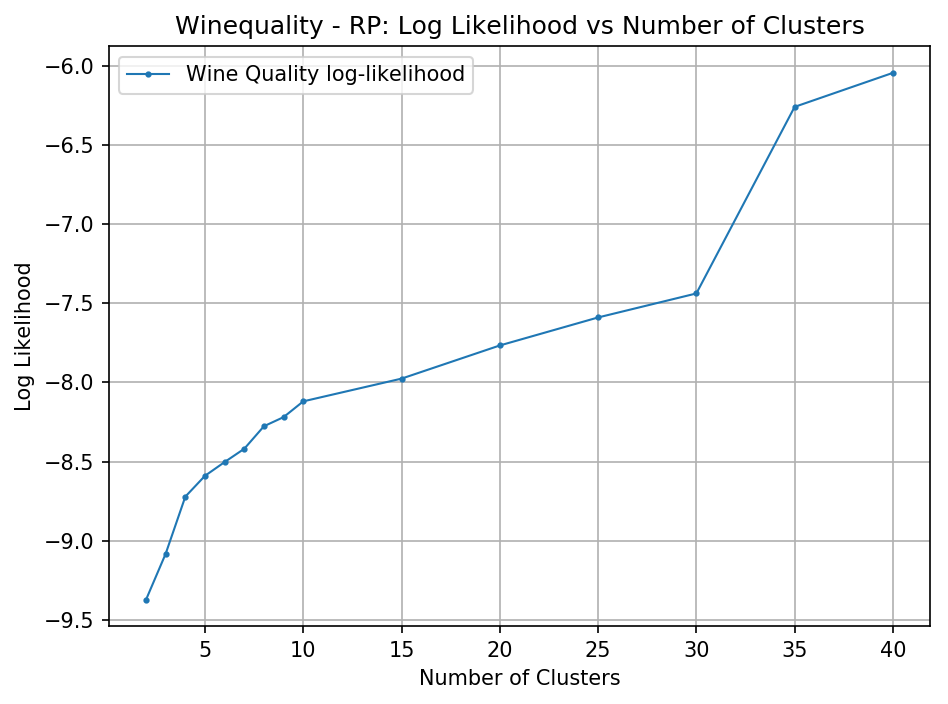 Winequality - RP: Log Likelihood vs Number of Clusters
Wine Quality log-likelihood
−6.0
−6.5
−7.0
−7.5
−8.0
−8.5
−9.0
−9.5
Log Likelihood
5 10 15 20 25 30 35 40
Number of Clusters